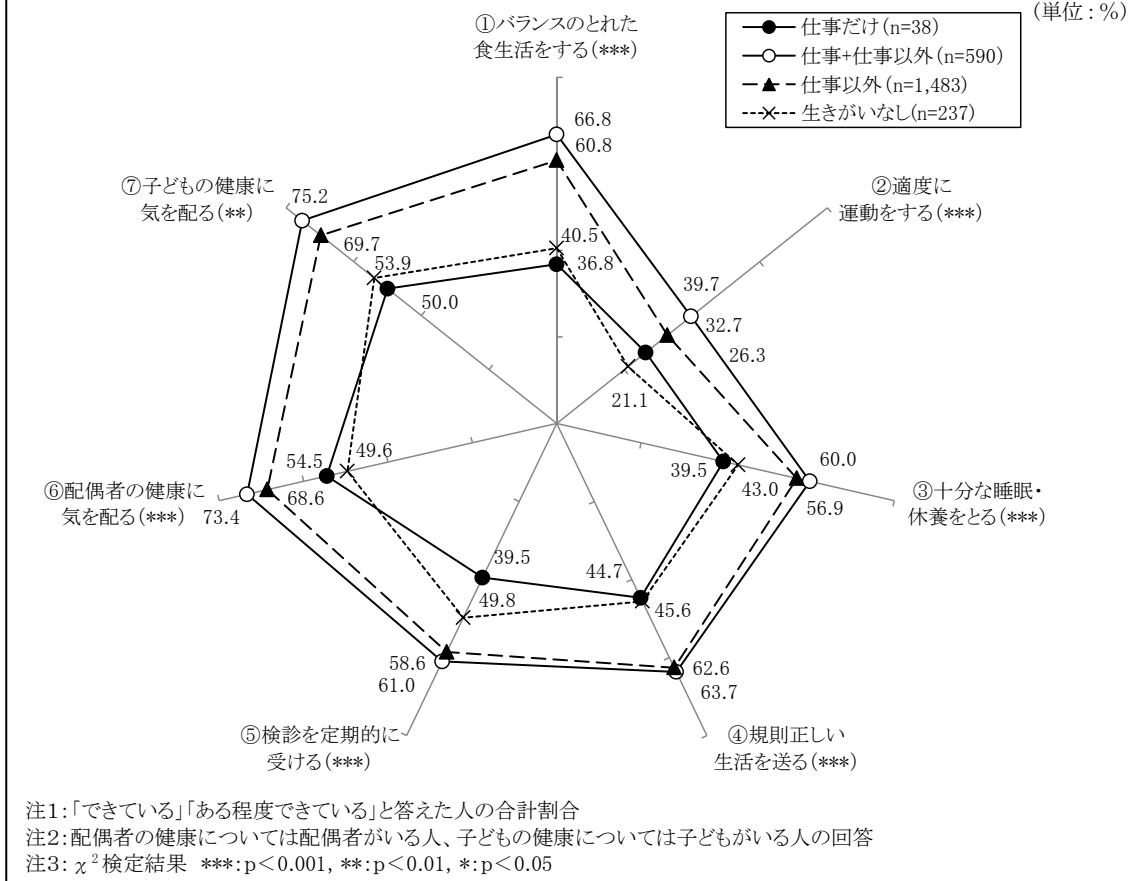 (単位:%)
●仕事だけ(n=38)
○仕事+仕事以外(n=590)
▲仕事以外(n=1,483)
×生きがいなし(n=237)
①バランスのとれた
食生活をする(***)
66.8
60.8
40.5
36.8
②適度に
運動をする(***)
39.7
32.7
26.3
21.1
③十分な睡眠・
休養をとる(***)
60.0
56.9
43.0
39.5
④規則正しい
生活を送る(***)
44.7
45.6
62.6
63.7
⑤検診を定期的に
受ける(***)
39.5
49.8
58.6
61.0
⑥配偶者の健康に
気を配る(***)
49.6
54.5
68.6
73.4
⑦子どもの健康に
気を配る(**)
75.2
69.7
53.9
50.0
注1:「できている」「ある程度できている」と答えた人の合計割合
注2:配偶者の健康については配偶者がいる人、子どもの健康については子どもがいる人の回答
注3:χ²検定結果 ***:p<0.001, **:p<0.01, *:p<0.05